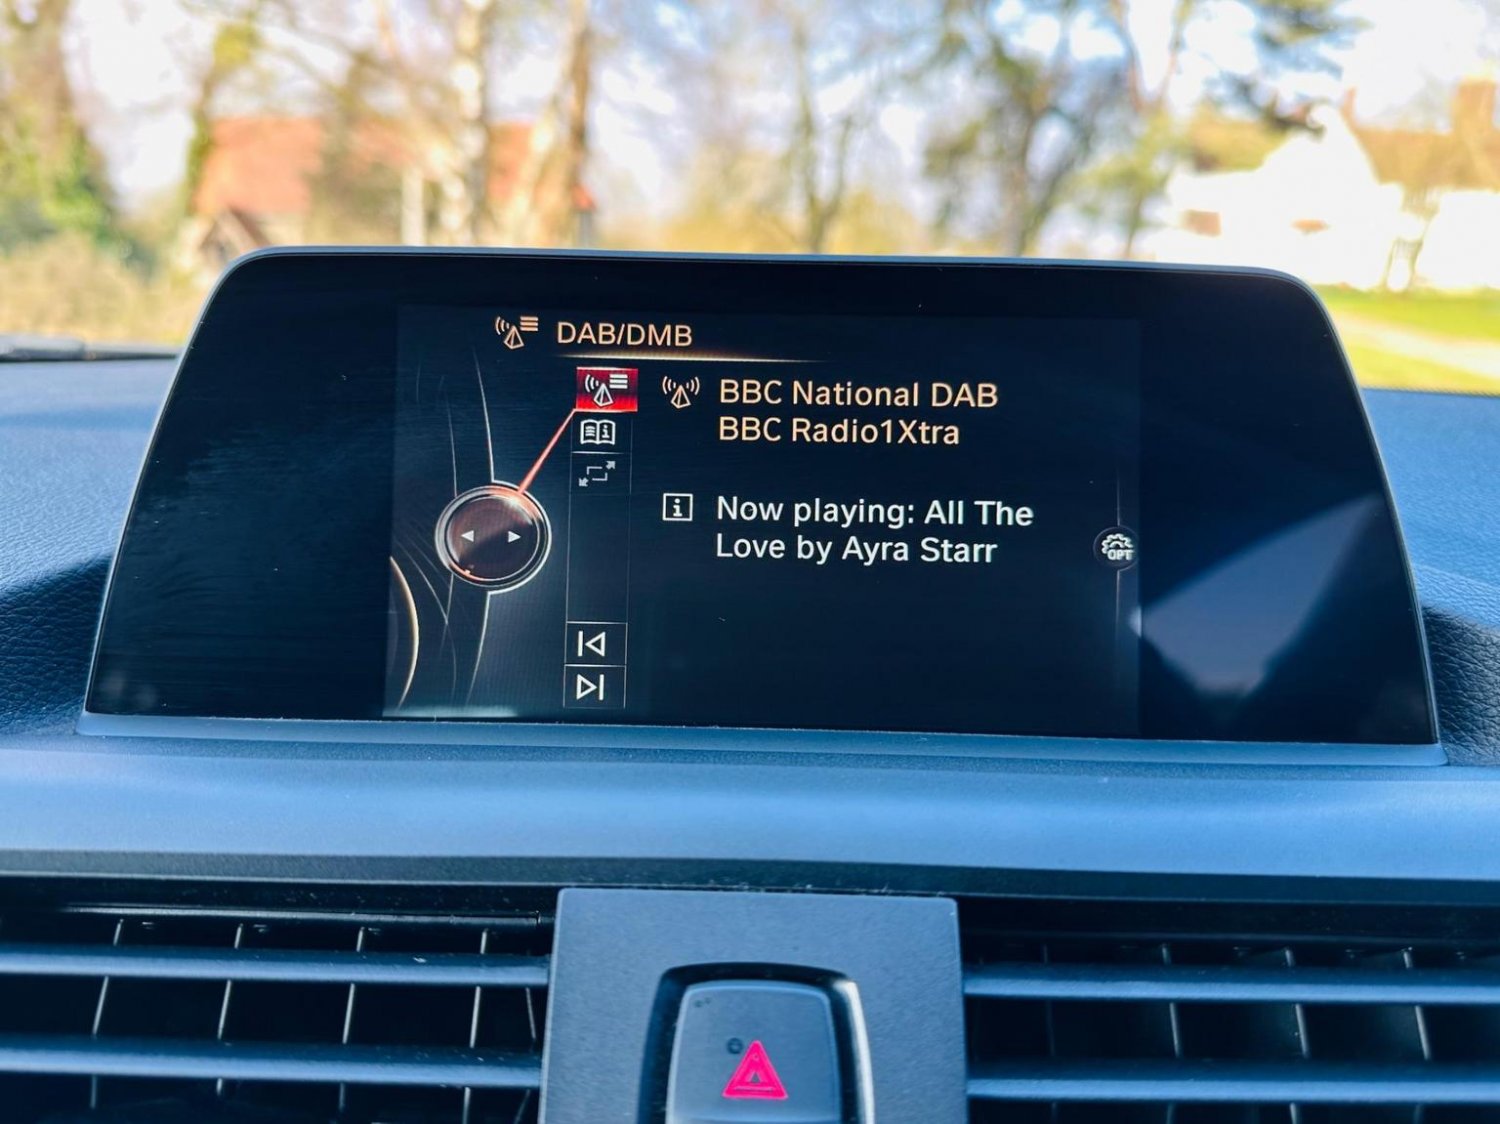 DAB/DMB
BBC National DAB
BBC Radio1Xtra
Now playing: All The
Love by Ayra Starr
OPT